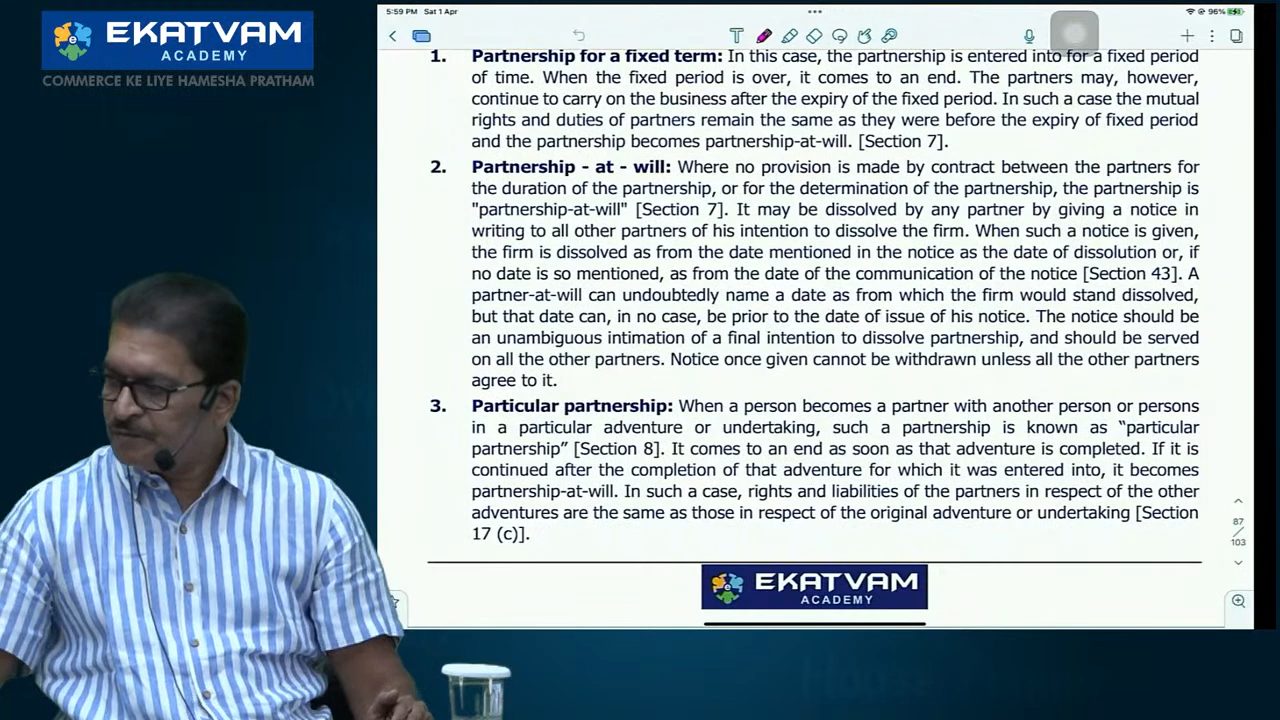 EKATVAM
ACADEMY
COMMERCE KE LIYE HAMESHA PRATHAM
5:59 PM Sat 1 Apr
96%
1. Partnership for a fixed term: In this case, the partnership is entered into for a fixed period
of time. When the fixed period is over, it comes to an end. The partners may, however,
continue to carry on the business after the expiry of the fixed period. In such a case the mutual
rights and duties of partners remain the same as they were before the expiry of fixed period
and the partnership becomes partnership-at-will. [Section 7].
2. Partnership - at - will: Where no provision is made by contract between the partners for
the duration of the partnership, or for the determination of the partnership, the partnership is
"partnership-at-will" [Section 7]. It may be dissolved by any partner by giving a notice in
writing to all other partners of his intention to dissolve the firm. When such a notice is given,
the firm is dissolved as from the date mentioned in the notice as the date of dissolution or, if
no date is so mentioned, as from the date of the communication of the notice [Section 43]. A
partner-at-will can undoubtedly name a date as from which the firm would stand dissolved,
but that date can, in no case, be prior to the date of issue of his notice. The notice should be
an unambiguous intimation of a final intention to dissolve partnership, and should be served
on all the other partners. Notice once given cannot be withdrawn unless all the other partners
agree to it.
3. Particular partnership: When a person becomes a partner with another person or persons
in a particular adventure or undertaking, such a partnership is known as “particular
partnership” [Section 8]. It comes to an end as soon as that adventure is completed. If it is
continued after the completion of that adventure for which it was entered into, it becomes
partnership-at-will. In such a case, rights and liabilities of the partners in respect of the other
adventures are the same as those in respect of the original adventure or undertaking [Section
17 (c)].
87
103
EKATVAM
ACADEMY